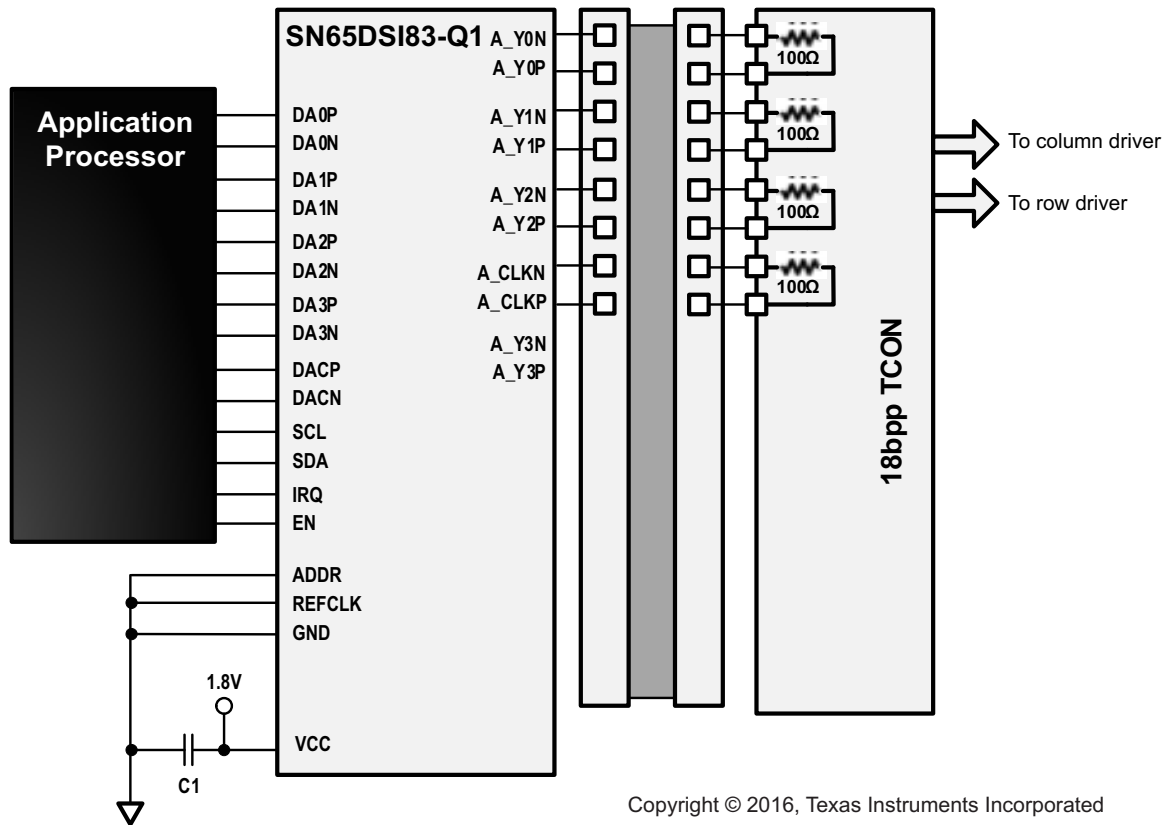 SN65DSI83-Q1
Application
Processor
DA0P
DA0N
DA1P
DA1N
DA2P
DA2N
DA3P
DA3N
DACP
DACN
SCL
SDA
IRQ
EN
ADDR
REFCLK
GND
1.8V
VCC
C1
A_Y0N
A_Y0P
A_Y1N
A_Y1P
A_Y2N
A_Y2P
A_CLKN
A_CLKP
A_Y3N
A_Y3P
100Ω
100Ω
100Ω
100Ω
18bpp TCON
To column driver
To row driver
Copyright © 2016, Texas Instruments Incorporated